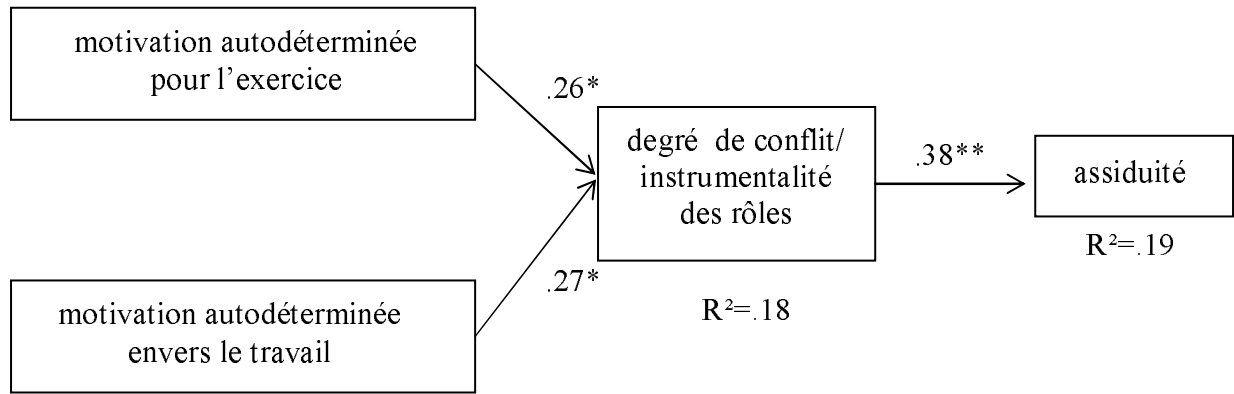 motivation autodéterminée
pour l’exercice
.26*
degré de conflit/
instrumentalité
des rôles
.38**
assiduité
R²=.19
.27*
motivation autodéterminée
envers le travail
R²=.18